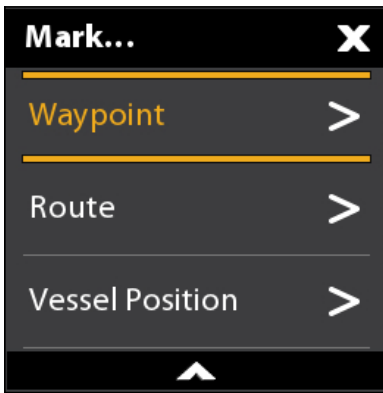 Mark... X
Waypoint >
Route >
Vessel Position >